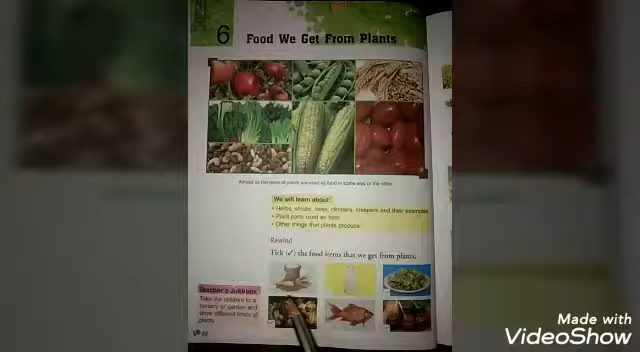 6 Food We Get From Plants
Almost all the parts of plants are used as food in some way or the other.
We will learn about:
• Herbs, shrubs, trees, climbers, creepers and their examples
• Plant parts used as food
• Other things that plants produce
Rewind
Tick (✓) the food items that we get from plants.
Teacher's
Take the children to a
nursery or garden and
show different kinds of
plants
62
Made with
VideoShow